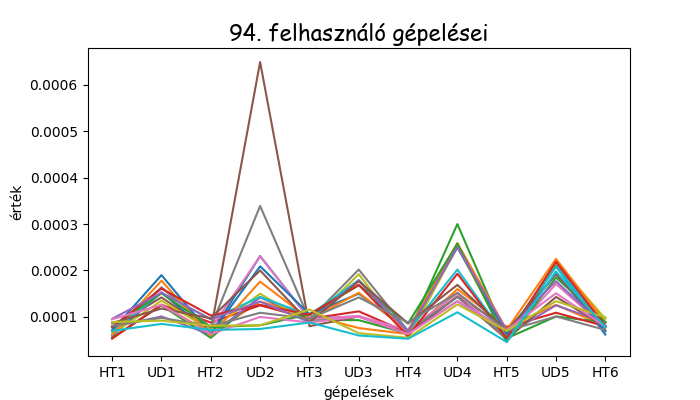 94. felhasználó gépelései
0.0006
0.0005
0.0004
0.0003
0.0002
0.0001
érték
HT1 UD1 HT2 UD2 HT3 UD3 HT4 UD4 HT5 UD5 HT6
gépelések